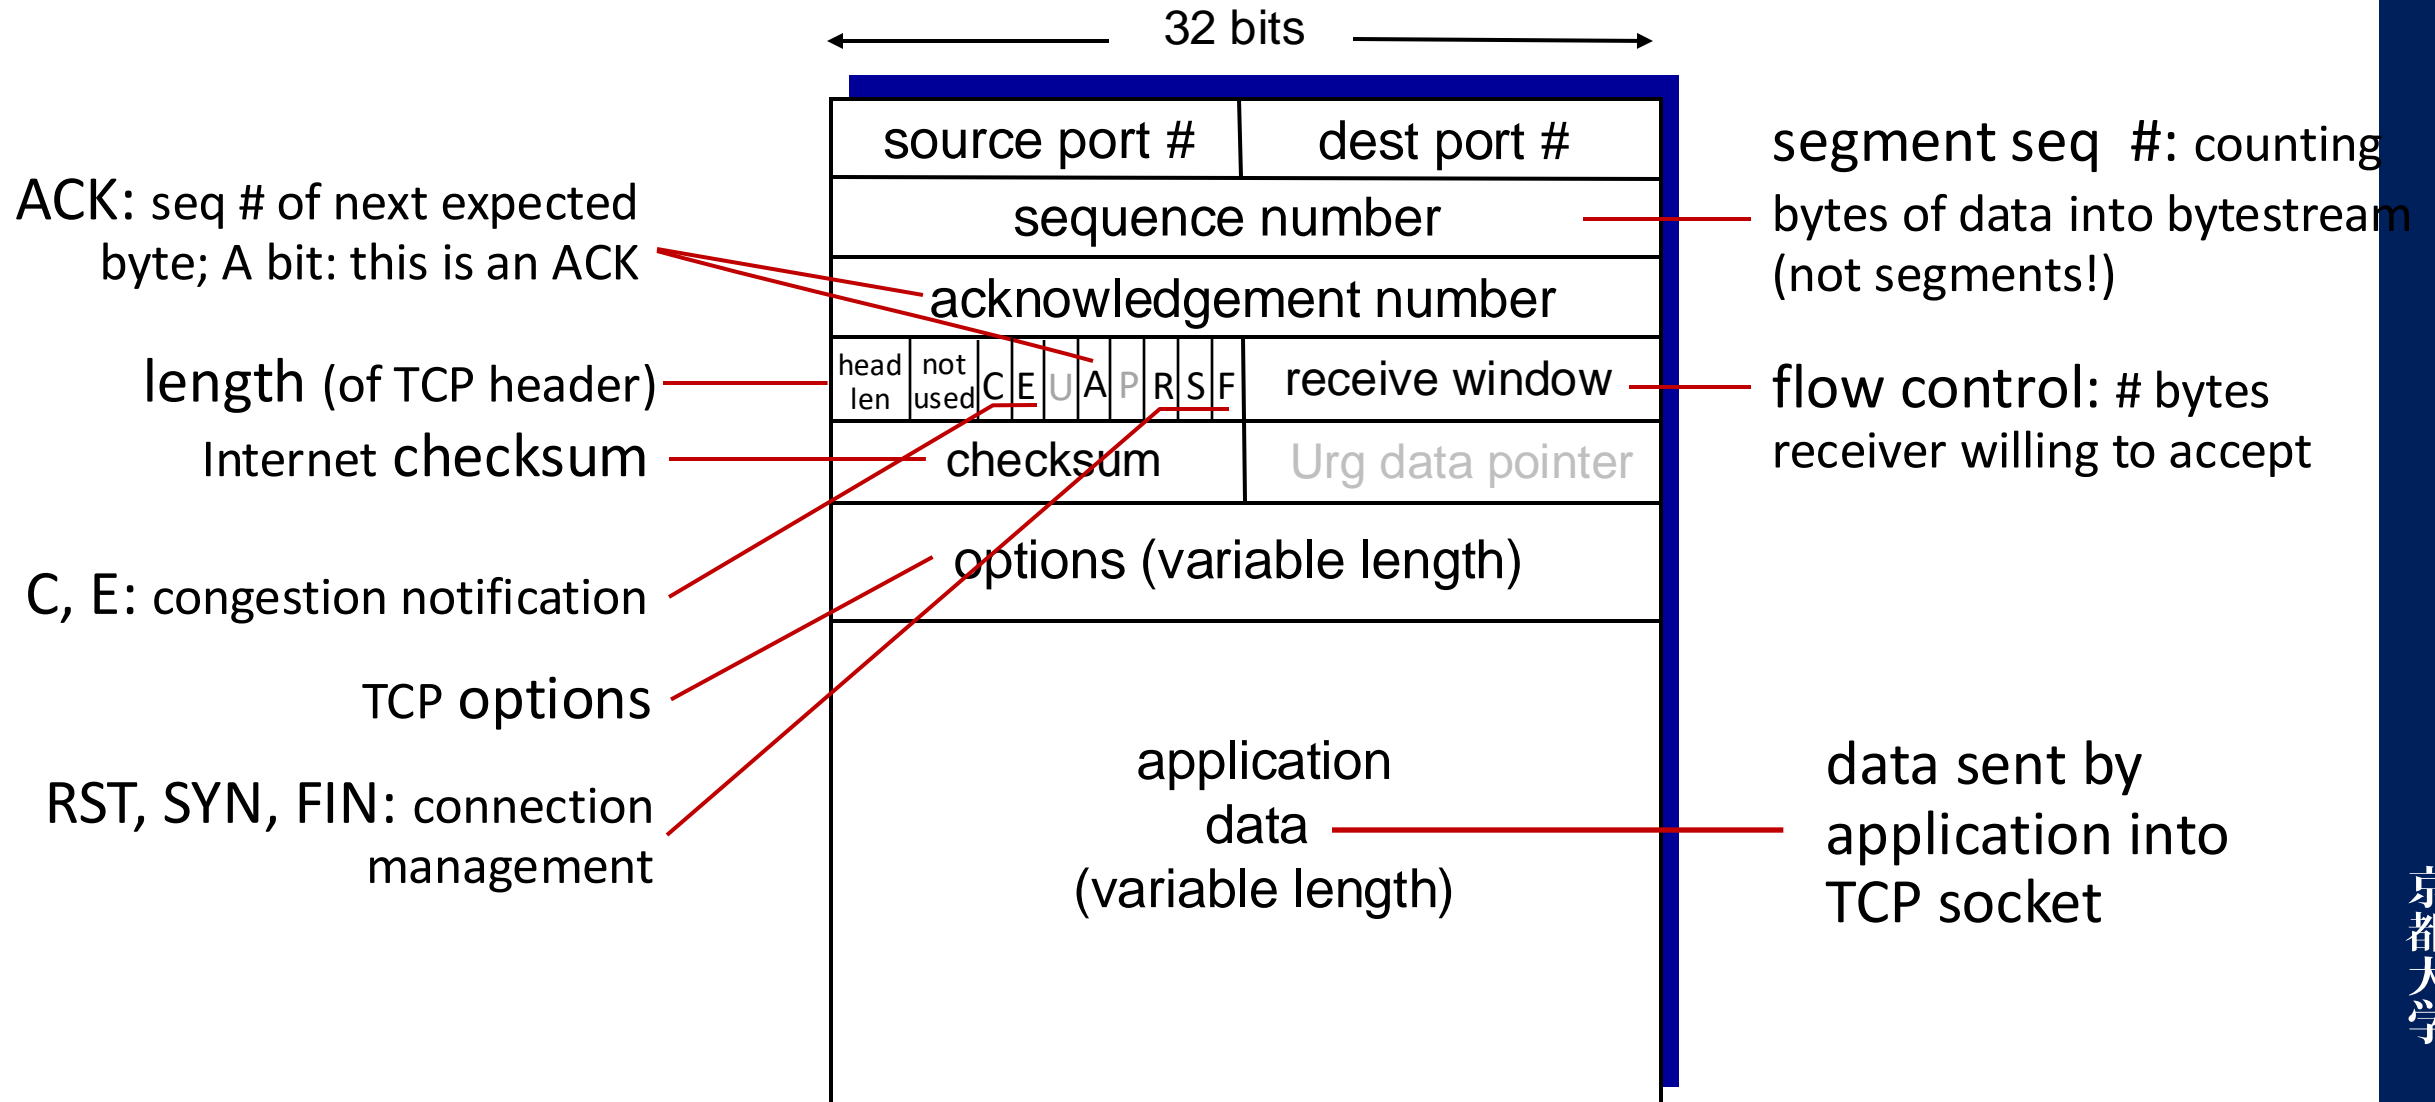 32 bits
source port # dest port #
sequence number
acknowledgement number
head len not used C E U A P R S F receive window
checksum Urg data pointer
options (variable length)
application
data
(variable length)
ACK: seq # of next expected
byte; A bit: this is an ACK
length (of TCP header)
Internet checksum
C, E: congestion notification
TCP options
RST, SYN, FIN: connection
management
segment seq #: counting
bytes of data into bytestream
(not segments!)
flow control: # bytes
receiver willing to accept
data sent by
application into
TCP socket
京都大学